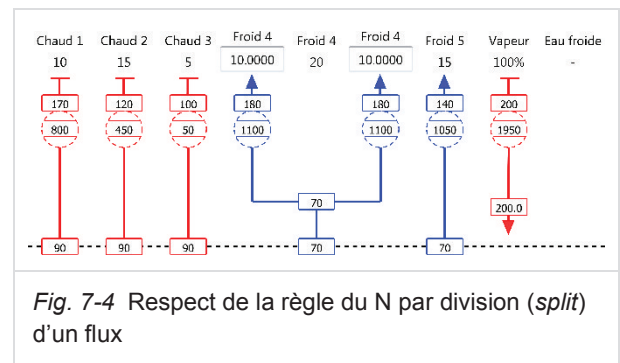 Chaud 1 Chaud 2 Chaud 3 Froid 4 Froid 4 Froid 4 Froid 5 Vapeur Eau froide
10 15 5 10.0000 20 10.0000 15 100% -
170 120 100 180 180 140 200
800 450 50 1100 1100 1050 1950
70
200.0
90 90 90 70 70
Fig. 7-4 Respect de la règle du N par division (split)
d'un flux